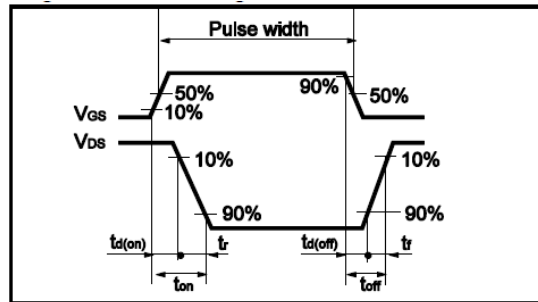 Pulse width
90%
50%
50%
10%
VGS
VDS
10%
10%
90%
90%
td(on)
tr
td(off)
tf
ton
toff